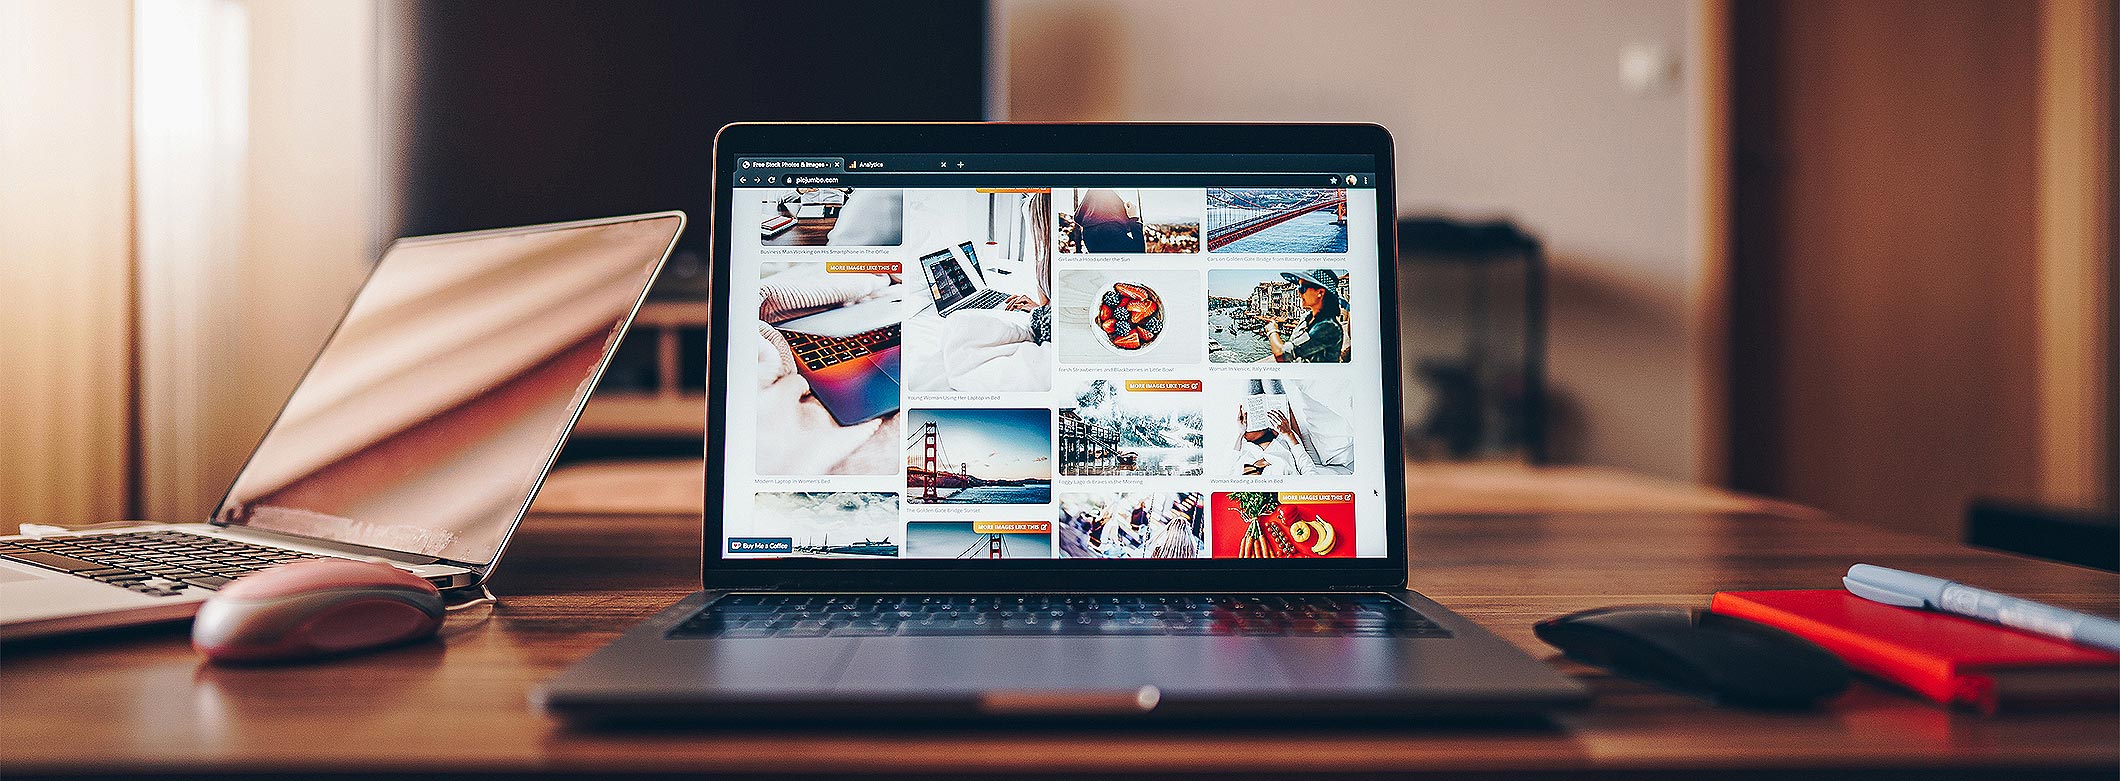 Free Stock Photos & Images -
Analytics
picjumbo.com
Business Man Working on His Smartphone in The Office
Girl with a Hood under the Sun
Cars on Golden Gate Bridge from Battery Spencer Viewpoint
MORE IMAGES LIKE THIS
Fresh Strawberries and Blackberries in Little Bowl
Woman in Venice, Italy Vintage
MORE IMAGES LIKE THIS
Young Woman Using Her Laptop in Bed
Modern Laptop in Women's Bed
Foggy Lago di Braies in the Morning
Woman Reading a Book in Bed
MORE IMAGES LIKE THIS
The Golden Gate Bridge Sunset
MORE IMAGES LIKE THIS
Buy Me a Coffee